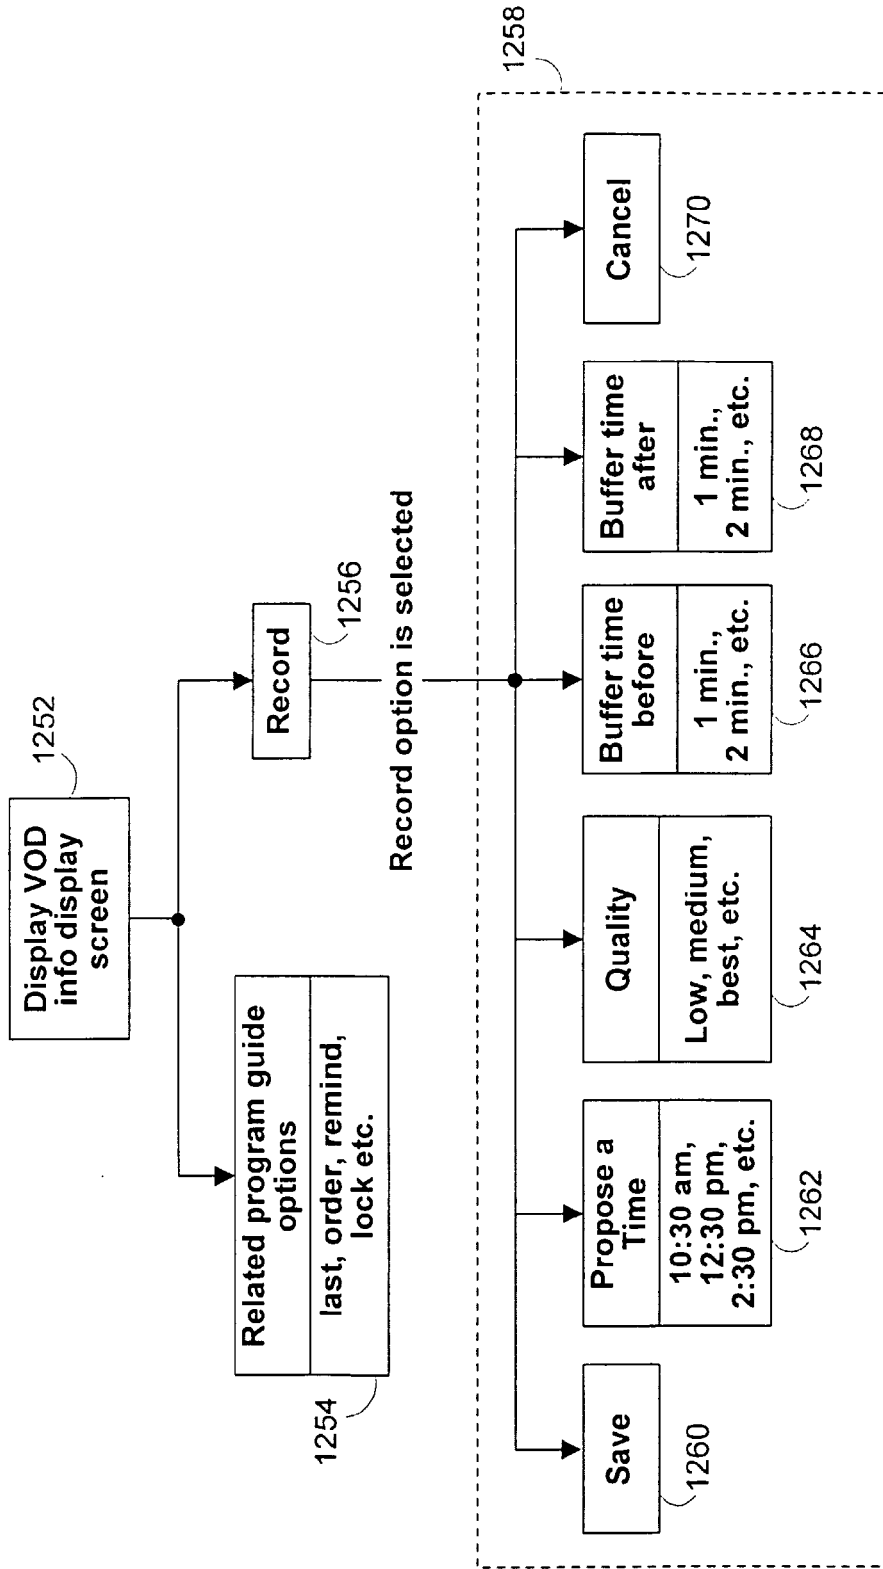 Display VOD
info display
screen
1252
Related program guide
options
last, order, remind,
lock etc.
1254
Record
1256
Record option is selected
1258
Save
1260
Propose a
Time
10:30 am,
12:30 pm,
2:30 pm, etc.
1262
Quality
Low, medium,
best, etc.
1264
Buffer time
before
1 min.,
2 min., etc.
1266
Buffer time
after
1 min.,
2 min., etc.
1268
Cancel
1270